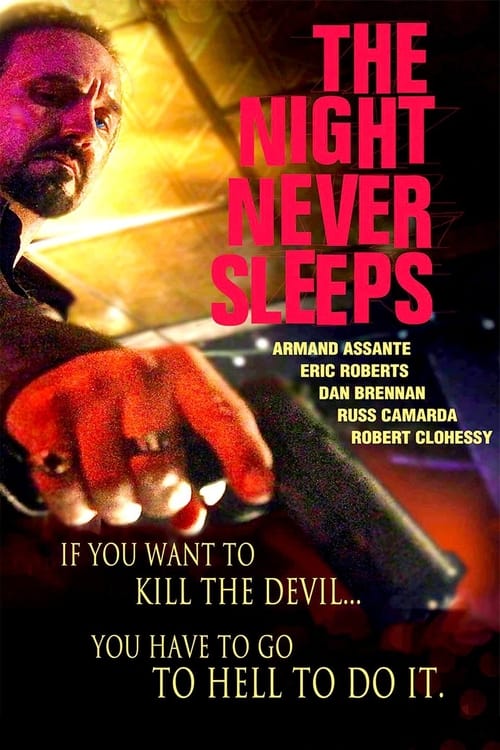 THE
NIGHT
NEVER
SLEEPS
ARMAND ASSANTE
ERIC ROBERTS
DAN BRENNAN
RUSS CAMARDA
ROBERT CLOHESSY
IF YOU WANT TO
KILL THE DEVIL...
YOU HAVE TO GO
TO HELL TO DO IT.